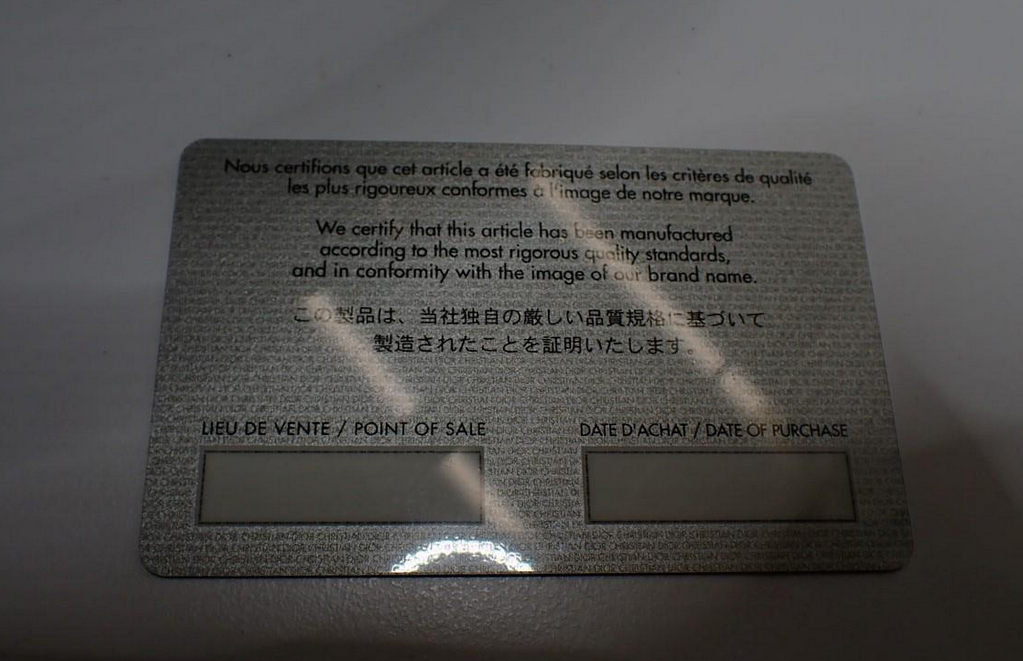 Nous certifions que cet article a été fabriqué selon les critères de qualité
les plus rigoureux conformes à l'image de notre marque.
We certify that this article has been manufactured
according to the most rigorous quality standards,
and in conformity with the image of our brand name.
この製品は、当社独自の厳しい品質規格に基づいて
製造されたことを証明いたします。
LIEU DE VENTE / POINT OF SALE
DATE D'ACHAT / DATE OF PURCHASE